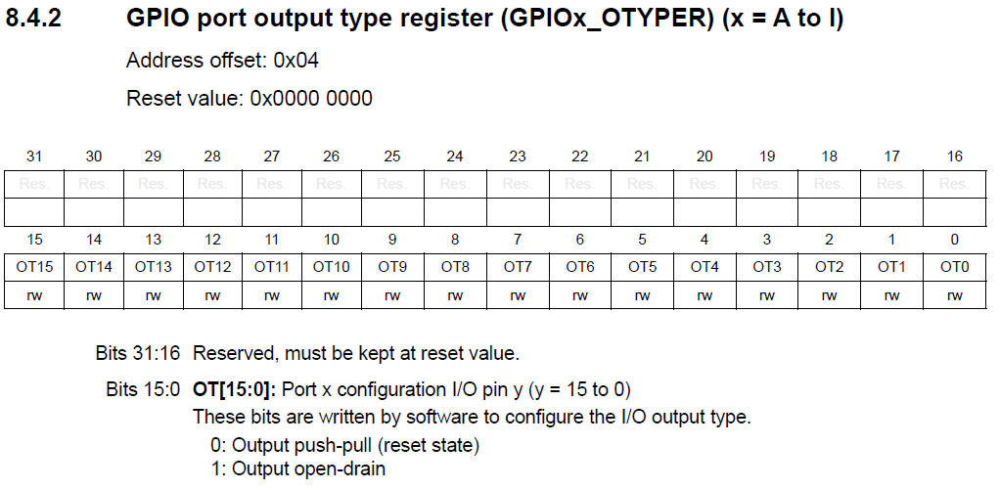 8.4.2 GPIO port output type register (GPIOx_OTYPER) (x = A to I)
Address offset: 0x04
Reset value: 0x0000 0000
31 30 29 28 27 26 25 24 23 22 21 20 19 18 17 16
Res. Res. Res. Res. Res. Res. Res. Res. Res. Res. Res. Res. Res. Res. Res. Res.
15 14 13 12 11 10 9 8 7 6 5 4 3 2 1 0
OT15 OT14 OT13 OT12 OT11 OT10 OT9 OT8 OT7 OT6 OT5 OT4 OT3 OT2 OT1 OT0
rw rw rw rw rw rw rw rw rw rw rw rw rw rw rw rw
Bits 31:16 Reserved, must be kept at reset value.
Bits 15:0 OT[15:0]: Port x configuration I/O pin y (y = 15 to 0)
These bits are written by software to configure the I/O output type.
0: Output push-pull (reset state)
1: Output open-drain